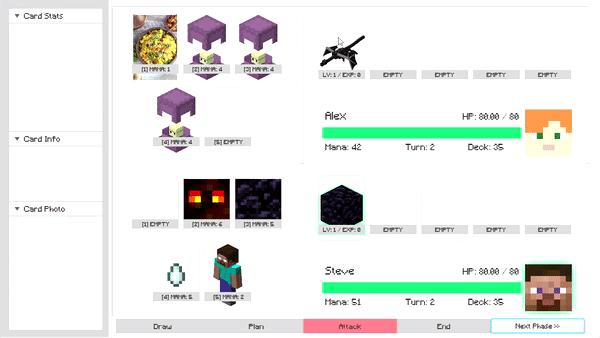 Card Stats
Card Info
Card Photo
[1] MANA: 1
[2] MANA: 4
[3] MANA: 4
[4] MANA: 4
[5] EMPTY
LV: 1 / EXP: 0
EMPTY
EMPTY
EMPTY
EMPTY
Alex
HP: 80.00 / 80
Mana: 42
Turn: 2
Deck: 35
[1] EMPTY
[2] MANA: 6
[3] MANA: 5
[4] MANA: 5
[5] MANA: 2
LV: 1 / EXP: 0
EMPTY
EMPTY
EMPTY
EMPTY
Steve
HP: 80.00 / 80
Mana: 51
Turn: 2
Deck: 35
Draw
Plan
Attack
End
Next Phase >>